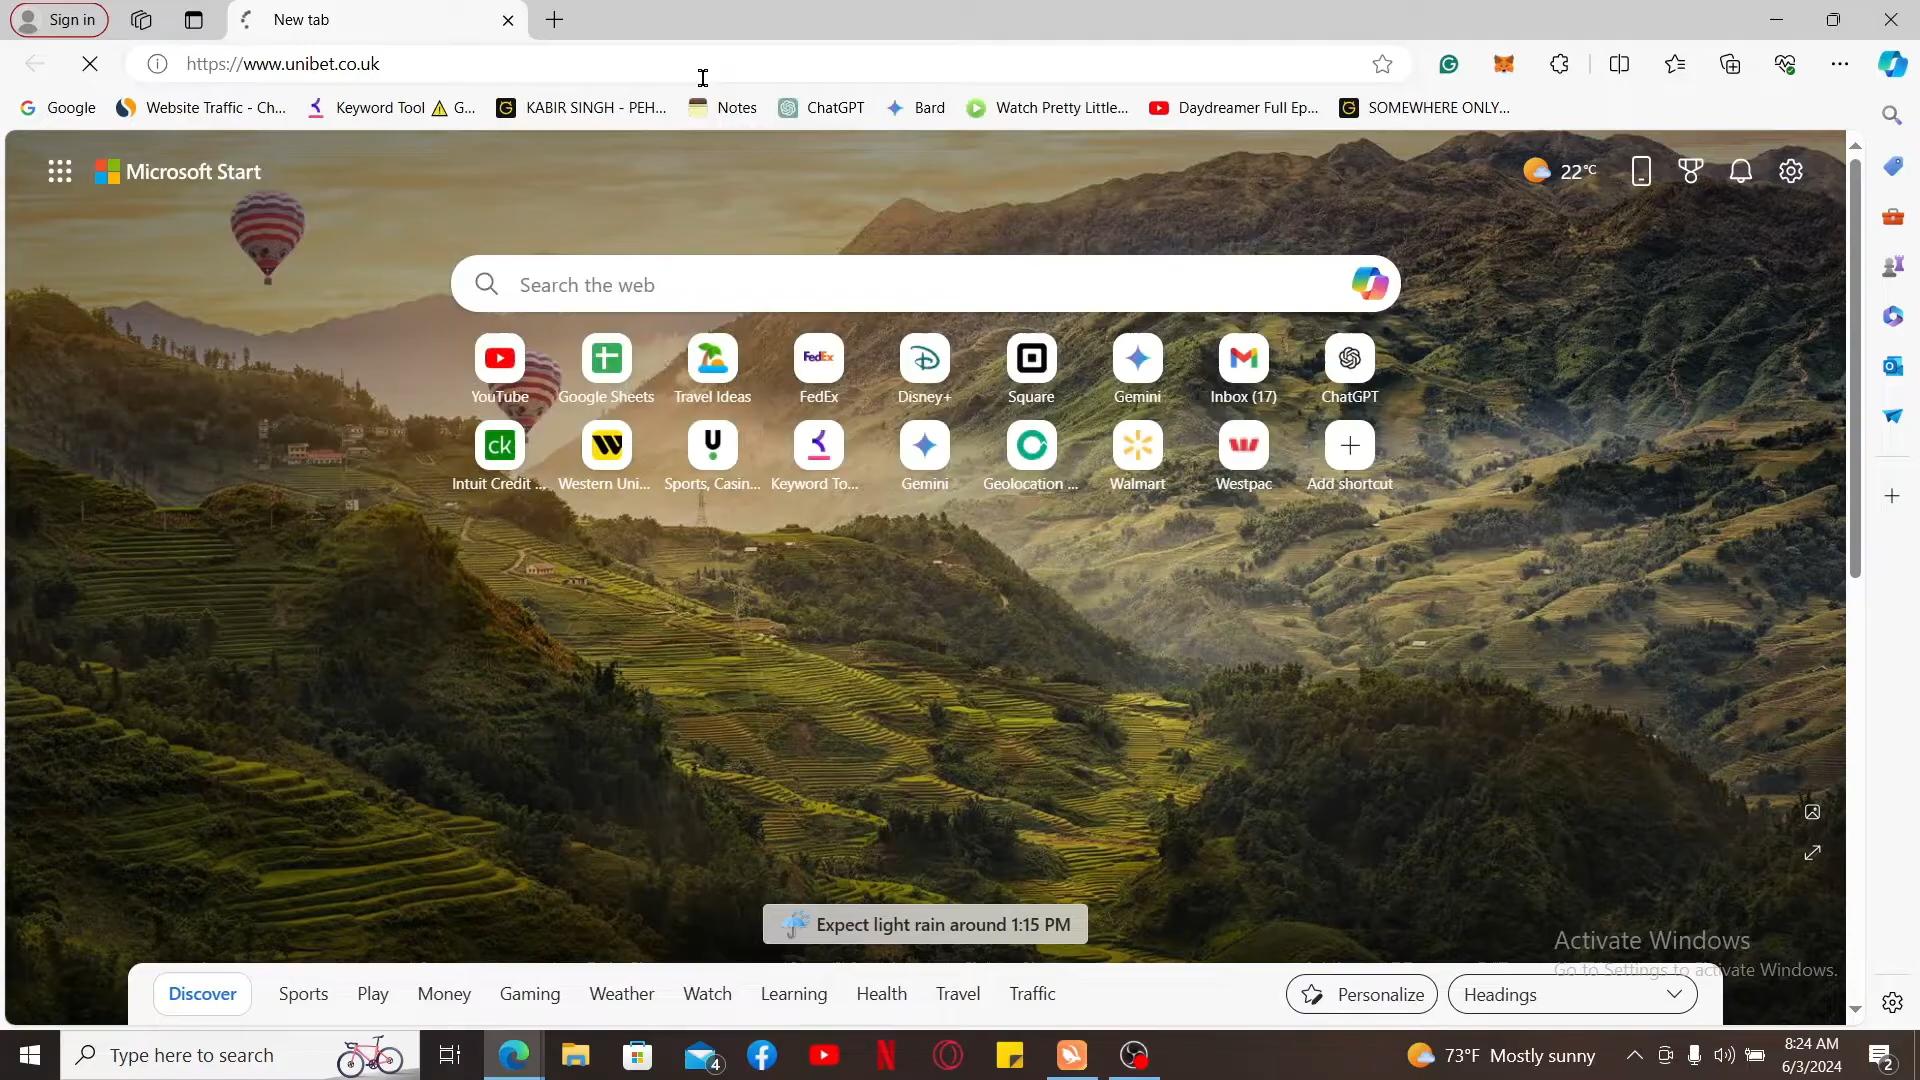 Sign in
New tab
https://www.unibet.co.uk
Google
Website Traffic - Ch...
Keyword Tool ⚠ G...
KABIR SINGH - PEH...
Notes
ChatGPT
Bard
Watch Pretty Little...
Daydreamer Full Ep...
SOMEWHERE ONLY...
Microsoft Start
22°C
Search the web
YouTube
Google Sheets
Travel Ideas
FedEx
FedEx
Disney+
Square
Gemini
Inbox (17)
ChatGPT
ck
Intuit Credit ...
Western Uni...
Sports, Casin...
Keyword To...
Gemini
Geolocation ...
Walmart
Westpac
Add shortcut
Expect light rain around 1:15 PM
Activate Windows
Go to Settings to activate Windows.
Discover
Sports
Play
Money
Gaming
Weather
Watch
Learning
Health
Travel
Traffic
Personalize
Headings
Type here to search
4
73°F Mostly sunny
8:24 AM
6/3/2024
2